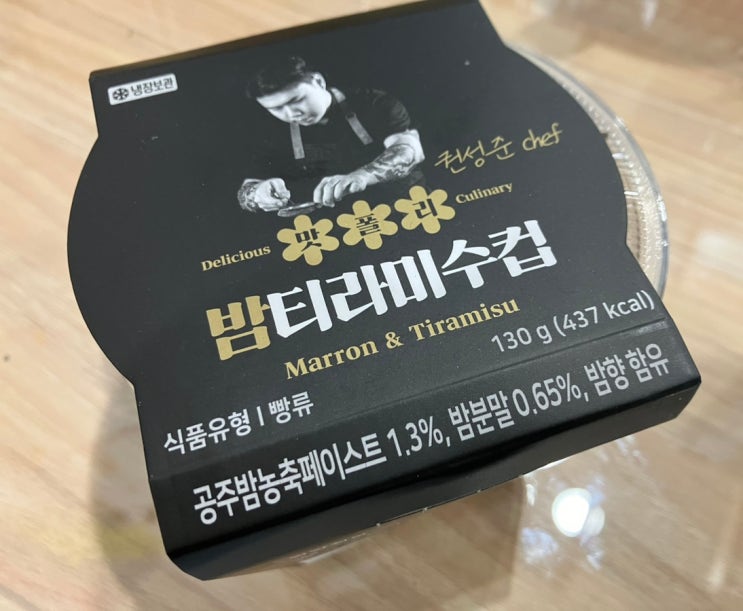 냉장보관
권성준 chef
Delicious 맛폴리 Culinary
밤티라미수컵
Marron & Tiramisu
130 g (437 kcal)
식품유형 | 빵류
공주밤농축페이스트 1.3%, 밤분말 0.65%, 밤향 함유